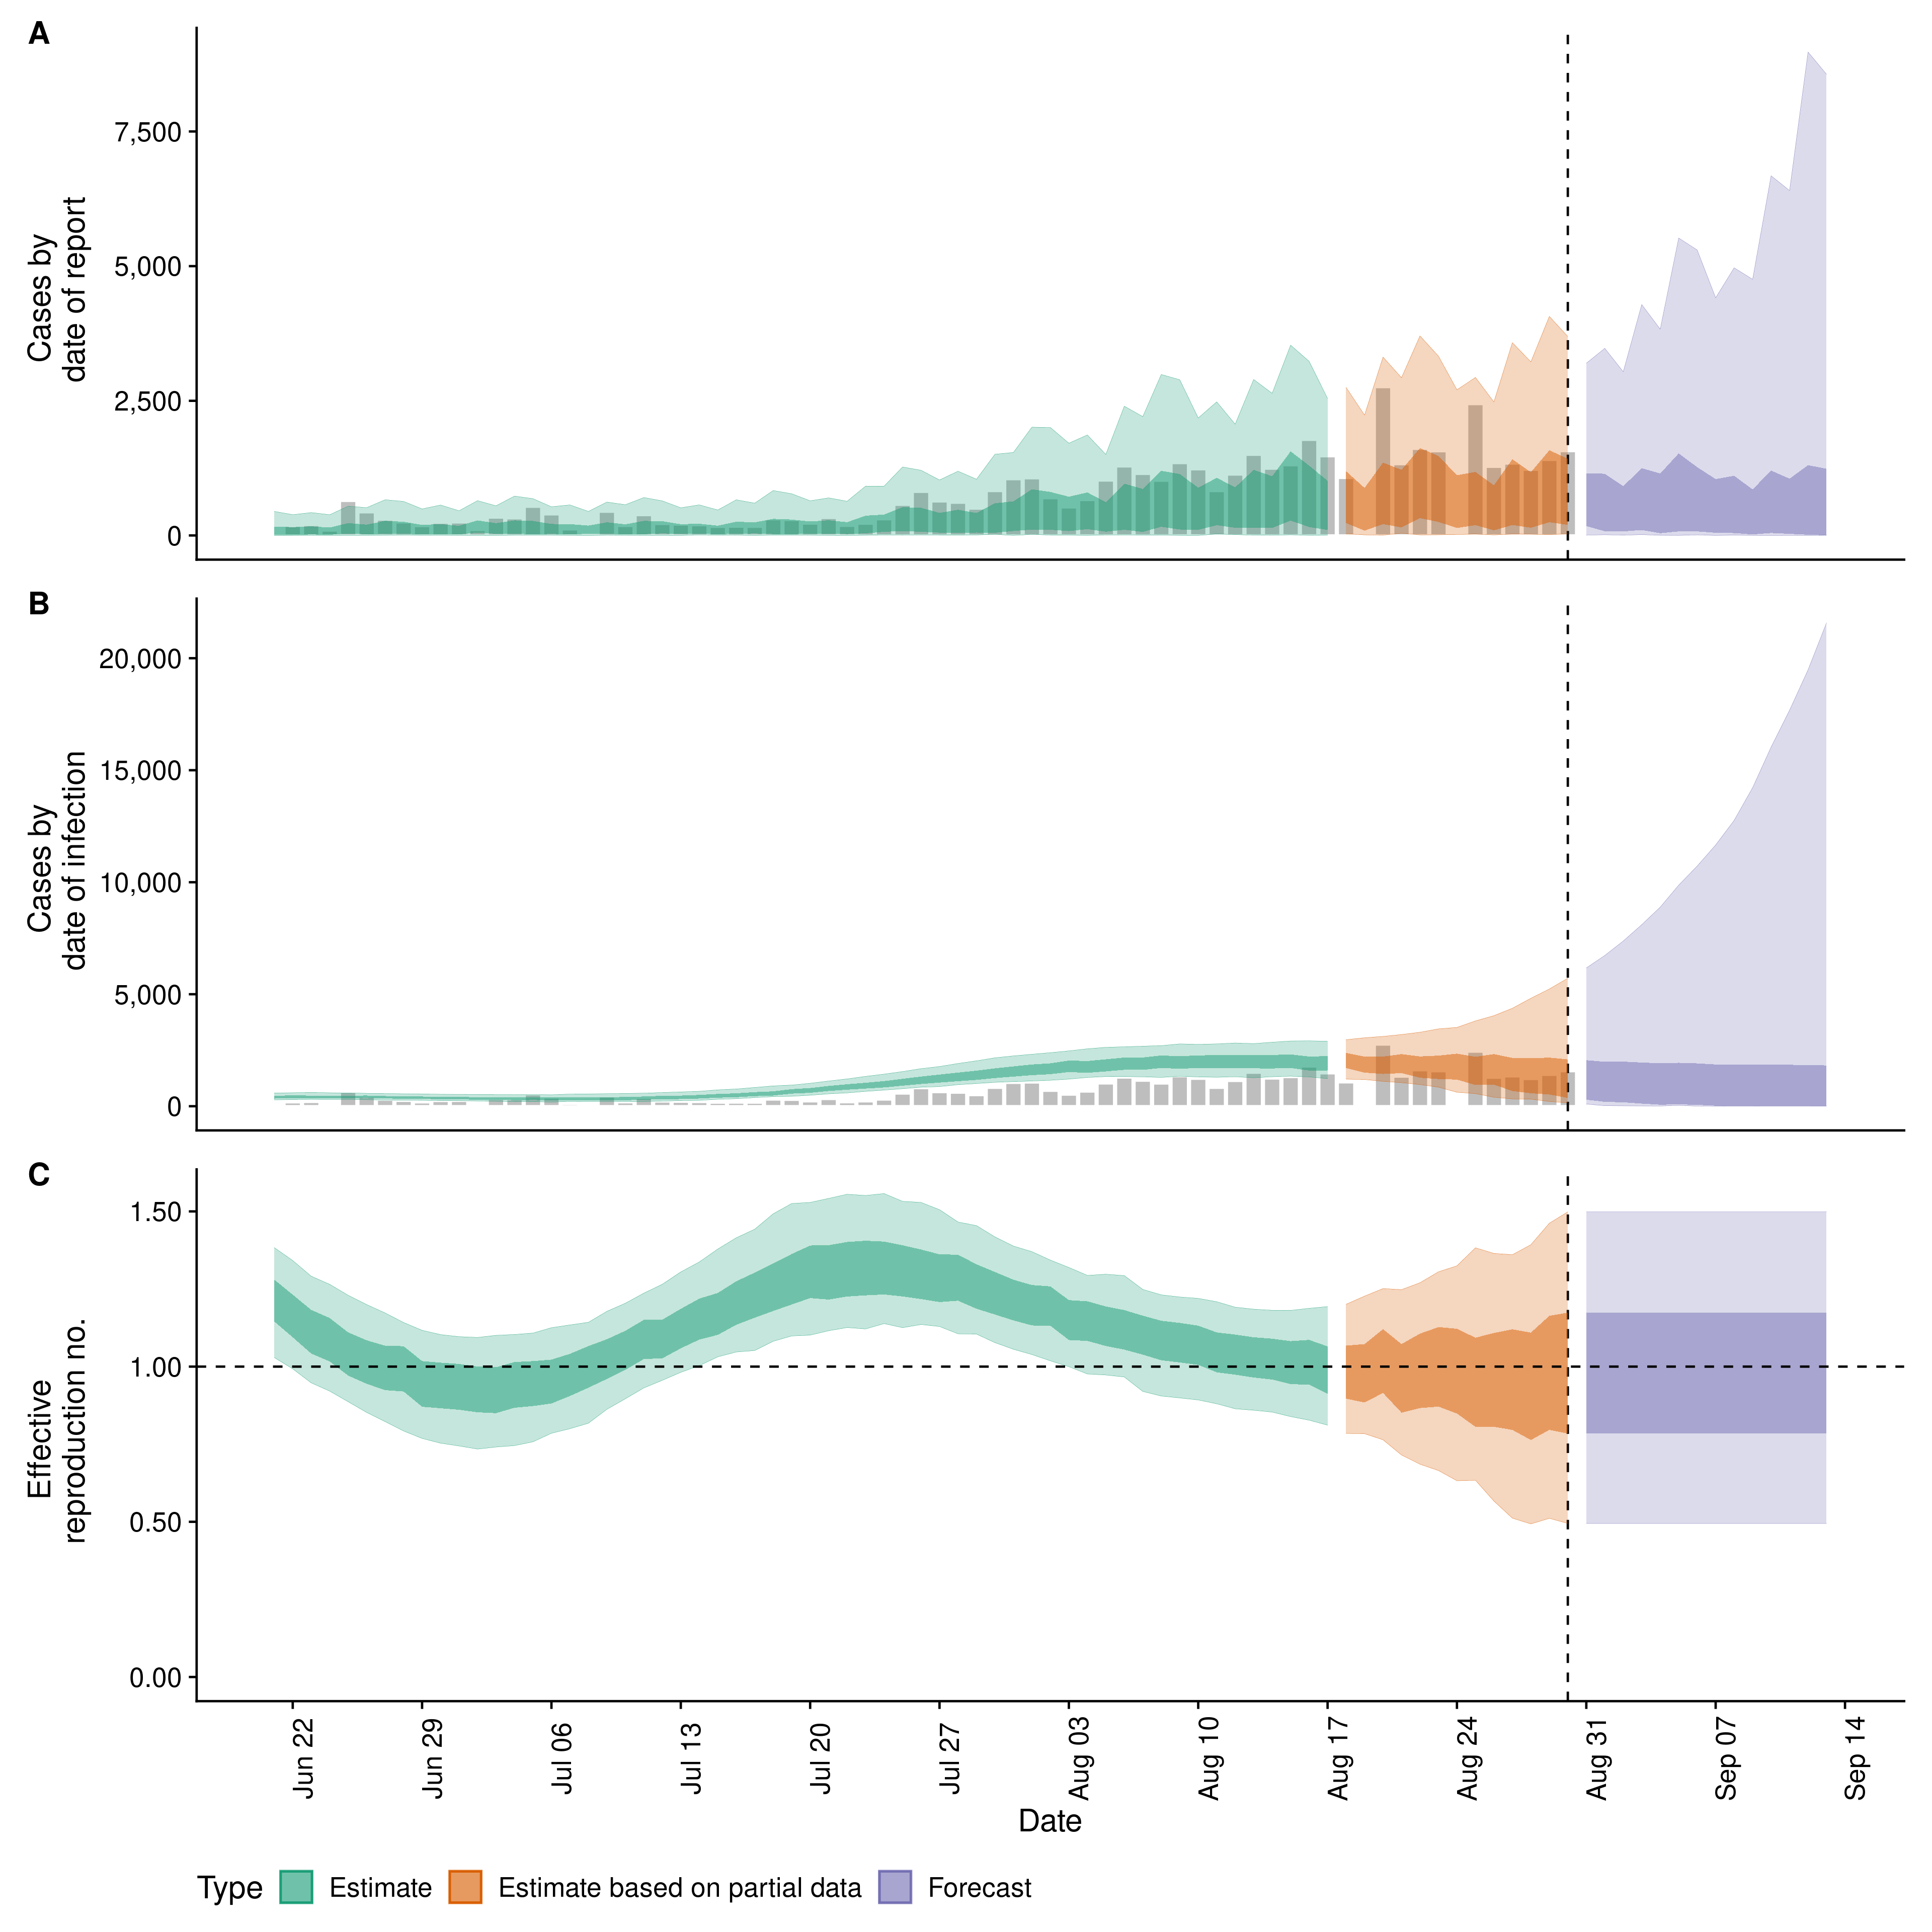 A
Cases by
date of report
7,500
5,000
2,500
0
B
Cases by
date of infection
20,000
15,000
10,000
5,000
0
C
Effective
reproduction no.
1.50
1.00
0.50
0.00
Jun 22
Jun 29
Jul 06
Jul 13
Jul 20
Jul 27
Aug 03
Aug 10
Aug 17
Aug 24
Aug 31
Sep 07
Sep 14
Date
Type Estimate Estimate based on partial data Forecast